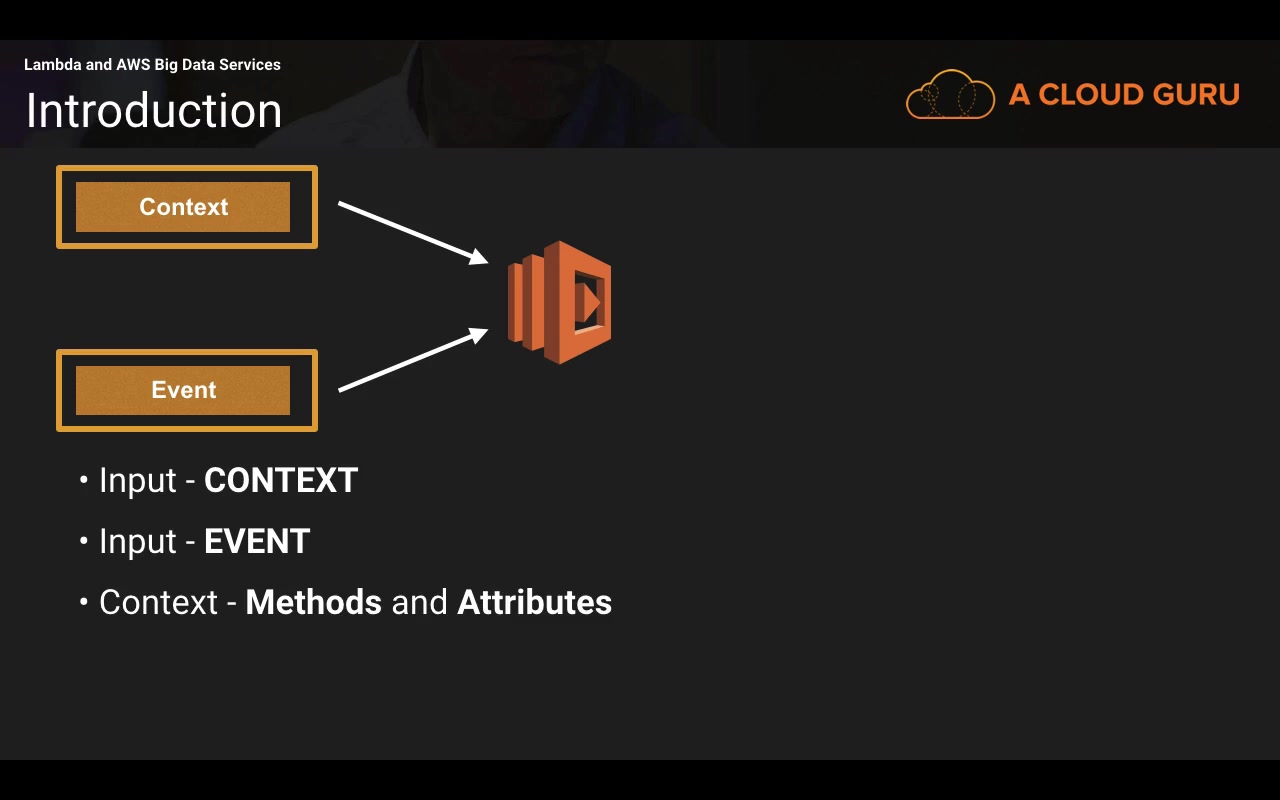 Lambda and AWS Big Data Services
Introduction
A CLOUD GURU
Context
Event
• Input - CONTEXT
• Input - EVENT
• Context - Methods and Attributes